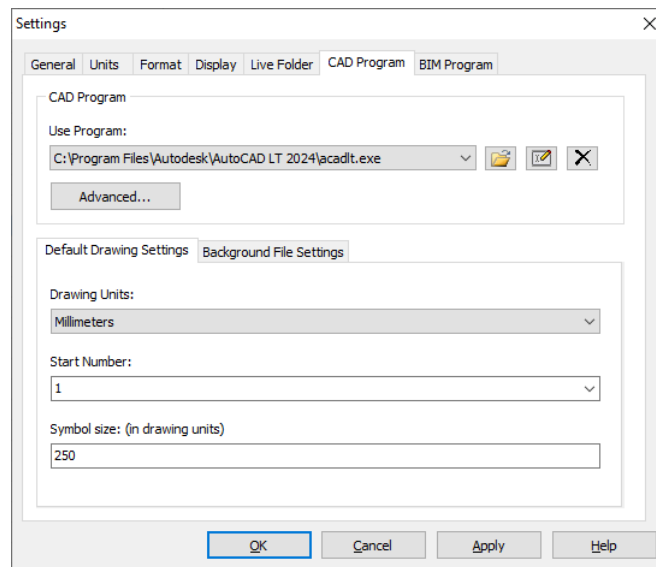 Settings
General Units Format Display Live Folder CAD Program BIM Program
CAD Program
Use Program:
C:\Program Files\Autodesk\AutoCAD LT 2024\acadlt.exe
Advanced...
Default Drawing Settings Background File Settings
Drawing Units:
Millimeters
Start Number:
1
Symbol size: (in drawing units)
250
OK Cancel Apply Help